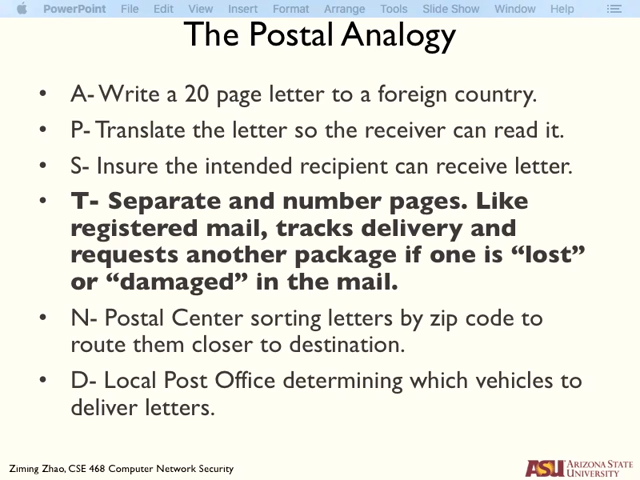 PowerPoint File Edit View Insert Format Arrange Tools Slide Show Window Help
The Postal Analogy
• A- Write a 20 page letter to a foreign country.
• P- Translate the letter so the receiver can read it.
• S- Insure the intended recipient can receive letter.
• T- Separate and number pages. Like
registered mail, tracks delivery and
requests another package if one is “lost”
or “damaged” in the mail.
• N- Postal Center sorting letters by zip code to
route them closer to destination.
• D- Local Post Office determining which vehicles to
deliver letters.
Ziming Zhao, CSE 468 Computer Network Security
ASU ARIZONA STATE
UNIVERSITY